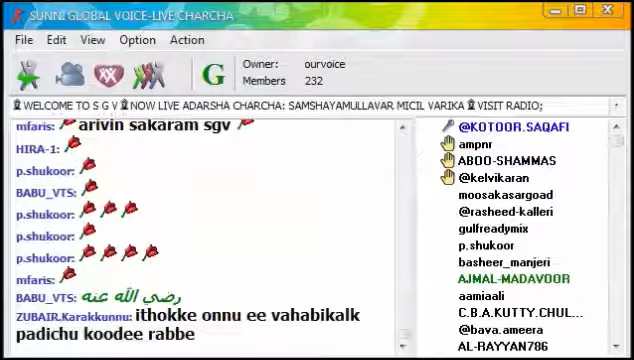 SUNNI GLOBAL VOICE-LIVE CHARCHA
File Edit View Option Action
G Owner: ourvoice
Members 232
WELCOME TO S G V NOW LIVE ADARSHA CHARCHA: SAMSHAYAMULLAVAR MICIL VARIKA VISIT RADIO;
mfaris: arivin sakaram sgv
HIRA-1:
p.shukoor:
BABU_VTS:
p.shukoor:
p.shukoor:
p.shukoor:
mfaris:
BABU_VTS: رضي الله عنه
ZUBAIR.Karakkunnu: ithokke onnu ee vahabikalk
padichu koodee rabbe
@KOTOOR.SAQAFI
ampnr
ABOO-SHAMMAS
@kelvikaran
moosakasargoad
@rasheed-kalleri
gulfreadymix
p.shukoor
basheer_manjeri
AJMAL-MADAVOOR
aamiaali
C.B.A.KUTTY.CHUL...
@bava.ameera
AL-RAYYAN786